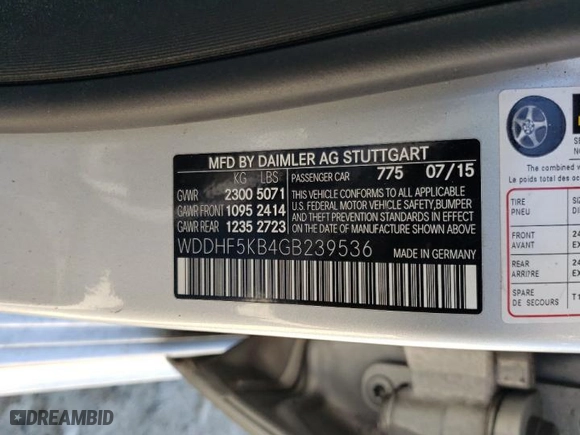 MFD BY DAIMLER AG STUTTGART
KG LBS PASSENGER CAR 775 07/15
GVWR 2300 5071
GAWR FRONT 1095 2414
GAWR REAR 1235 2723
THIS VEHICLE CONFORMS TO ALL APPLICABLE
U.S. FEDERAL MOTOR VEHICLE SAFETY,BUMPER
AND THEFT PREVENTION STANDARDS IN EFFECT
ON THE DATE OF MANUFACTURE SHOWN ABOVE.
WDDHF5KB4GB239536 MADE IN GERMANY
The combined
Le poids
TIRE
PNEU
FRONT
AVANT
REAR
ARRIÈRE
SPARE
DE SECOURS
DREAMBID